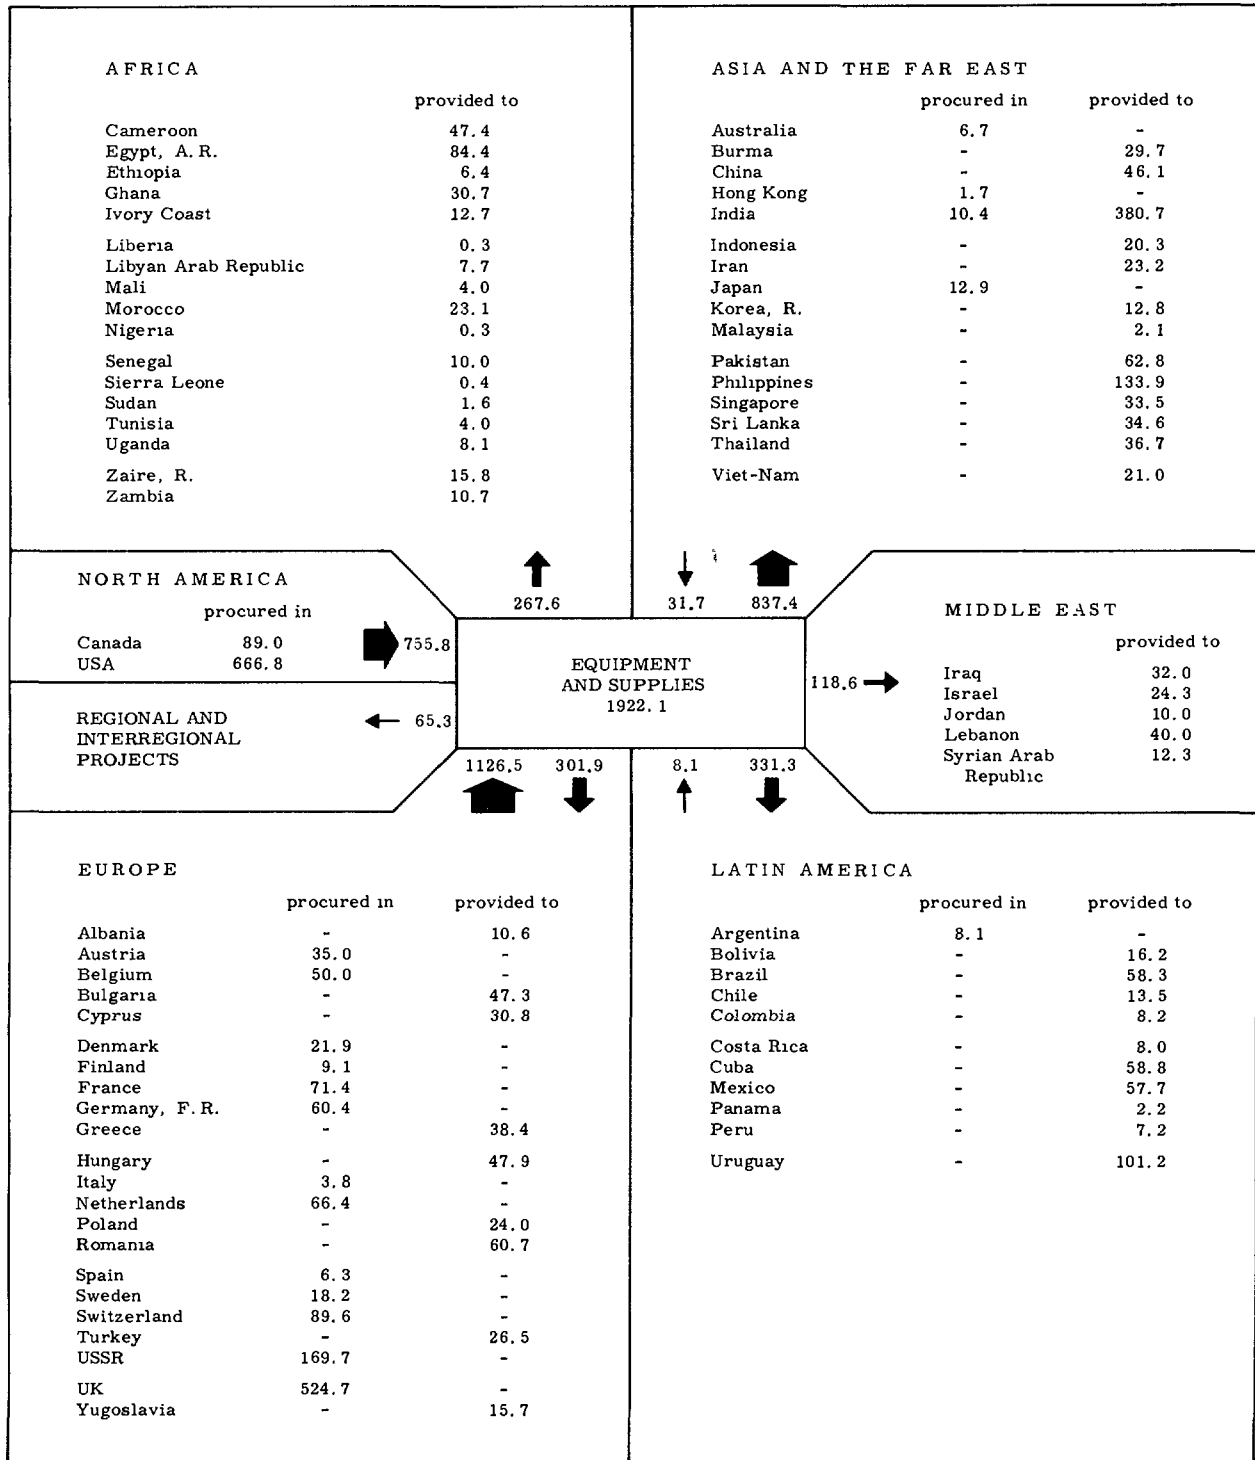 AFRICA
provided to
Cameroon 47.4
Egypt, A.R. 84.4
Ethiopia 6.4
Ghana 30.7
Ivory Coast 12.7
Liberia 0.3
Libyan Arab Republic 7.7
Mali 4.0
Morocco 23.1
Nigeria 0.3
Senegal 10.0
Sierra Leone 0.4
Sudan 1.6
Tunisia 4.0
Uganda 8.1
Zaire, R. 15.8
Zambia 10.7
267.6
ASIA AND THE FAR EAST
procured in provided to
Australia 6.7 -
Burma - 29.7
China - 46.1
Hong Kong 1.7 -
India 10.4 380.7
Indonesia - 20.3
Iran - 23.2
Japan 12.9 -
Korea, R. - 12.8
Malaysia - 2.1
Pakistan - 62.8
Philippines - 133.9
Singapore - 33.5
Sri Lanka - 34.6
Thailand - 36.7
Viet-Nam - 21.0
31.7 837.4
NORTH AMERICA
procured in
Canada 89.0
USA 666.8
755.8
REGIONAL AND
INTERREGIONAL
PROJECTS
65.3
EQUIPMENT
AND SUPPLIES
1922.1
MIDDLE EAST
provided to
118.6
Iraq 32.0
Israel 24.3
Jordan 10.0
Lebanon 40.0
Syrian Arab 12.3
Republic
1126.5 301.9
8.1 331.3
EUROPE
procured in provided to
Albania - 10.6
Austria 35.0 -
Belgium 50.0 -
Bulgaria - 47.3
Cyprus - 30.8
Denmark 21.9 -
Finland 9.1 -
France 71.4 -
Germany, F.R. 60.4 -
Greece - 38.4
Hungary - 47.9
Italy 3.8 -
Netherlands 66.4 -
Poland - 24.0
Romania - 60.7
Spain 6.3 -
Sweden 18.2 -
Switzerland 89.6 -
Turkey - 26.5
USSR 169.7 -
UK 524.7 -
Yugoslavia - 15.7
LATIN AMERICA
procured in provided to
Argentina 8.1 -
Bolivia - 16.2
Brazil - 58.3
Chile - 13.5
Colombia - 8.2
Costa Rica - 8.0
Cuba - 58.8
Mexico - 57.7
Panama - 2.2
Peru - 7.2
Uruguay - 101.2